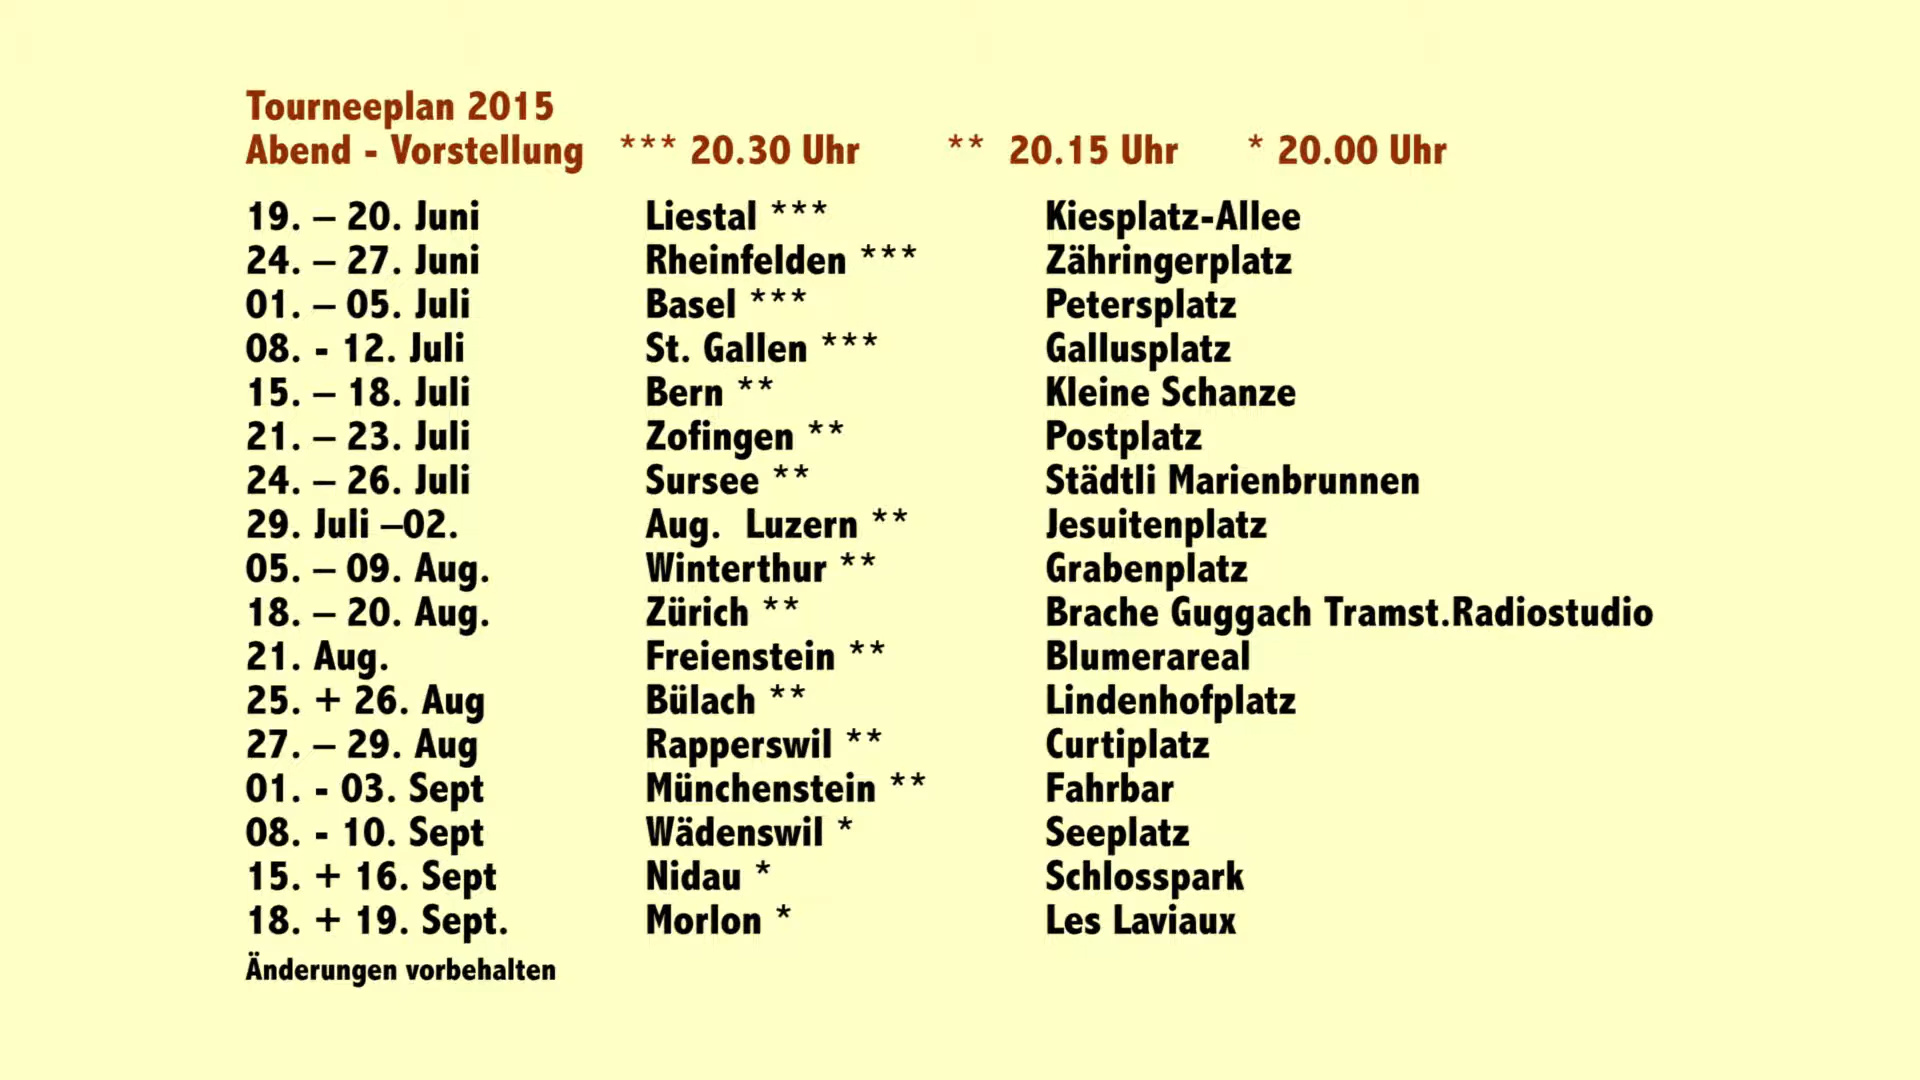 Tourneeplan 2015
Abend - Vorstellung *** 20.30 Uhr ** 20.15 Uhr * 20.00 Uhr
19. – 20. Juni Liestal *** Kiesplatz-Allee
24. – 27. Juni Rheinfelden *** Zähringerplatz
01. – 05. Juli Basel *** Petersplatz
08. - 12. Juli St. Gallen *** Gallusplatz
15. – 18. Juli Bern ** Kleine Schanze
21. – 23. Juli Zofingen ** Postplatz
24. – 26. Juli Sursee ** Städtli Marienbrunnen
29. Juli –02. Aug. Luzern ** Jesuitenplatz
05. – 09. Aug. Winterthur ** Grabenplatz
18. – 20. Aug. Zürich ** Brache Guggach Tramst.Radiostudio
21. Aug. Freienstein ** Blumerareal
25. + 26. Aug Bülach ** Lindenhofplatz
27. – 29. Aug Rapperswil ** Curtiplatz
01. - 03. Sept Münchenstein ** Fahrbar
08. - 10. Sept Wädenswil * Seeplatz
15. + 16. Sept Nidau * Schlosspark
18. + 19. Sept. Morlon * Les Laviaux
Änderungen vorbehalten